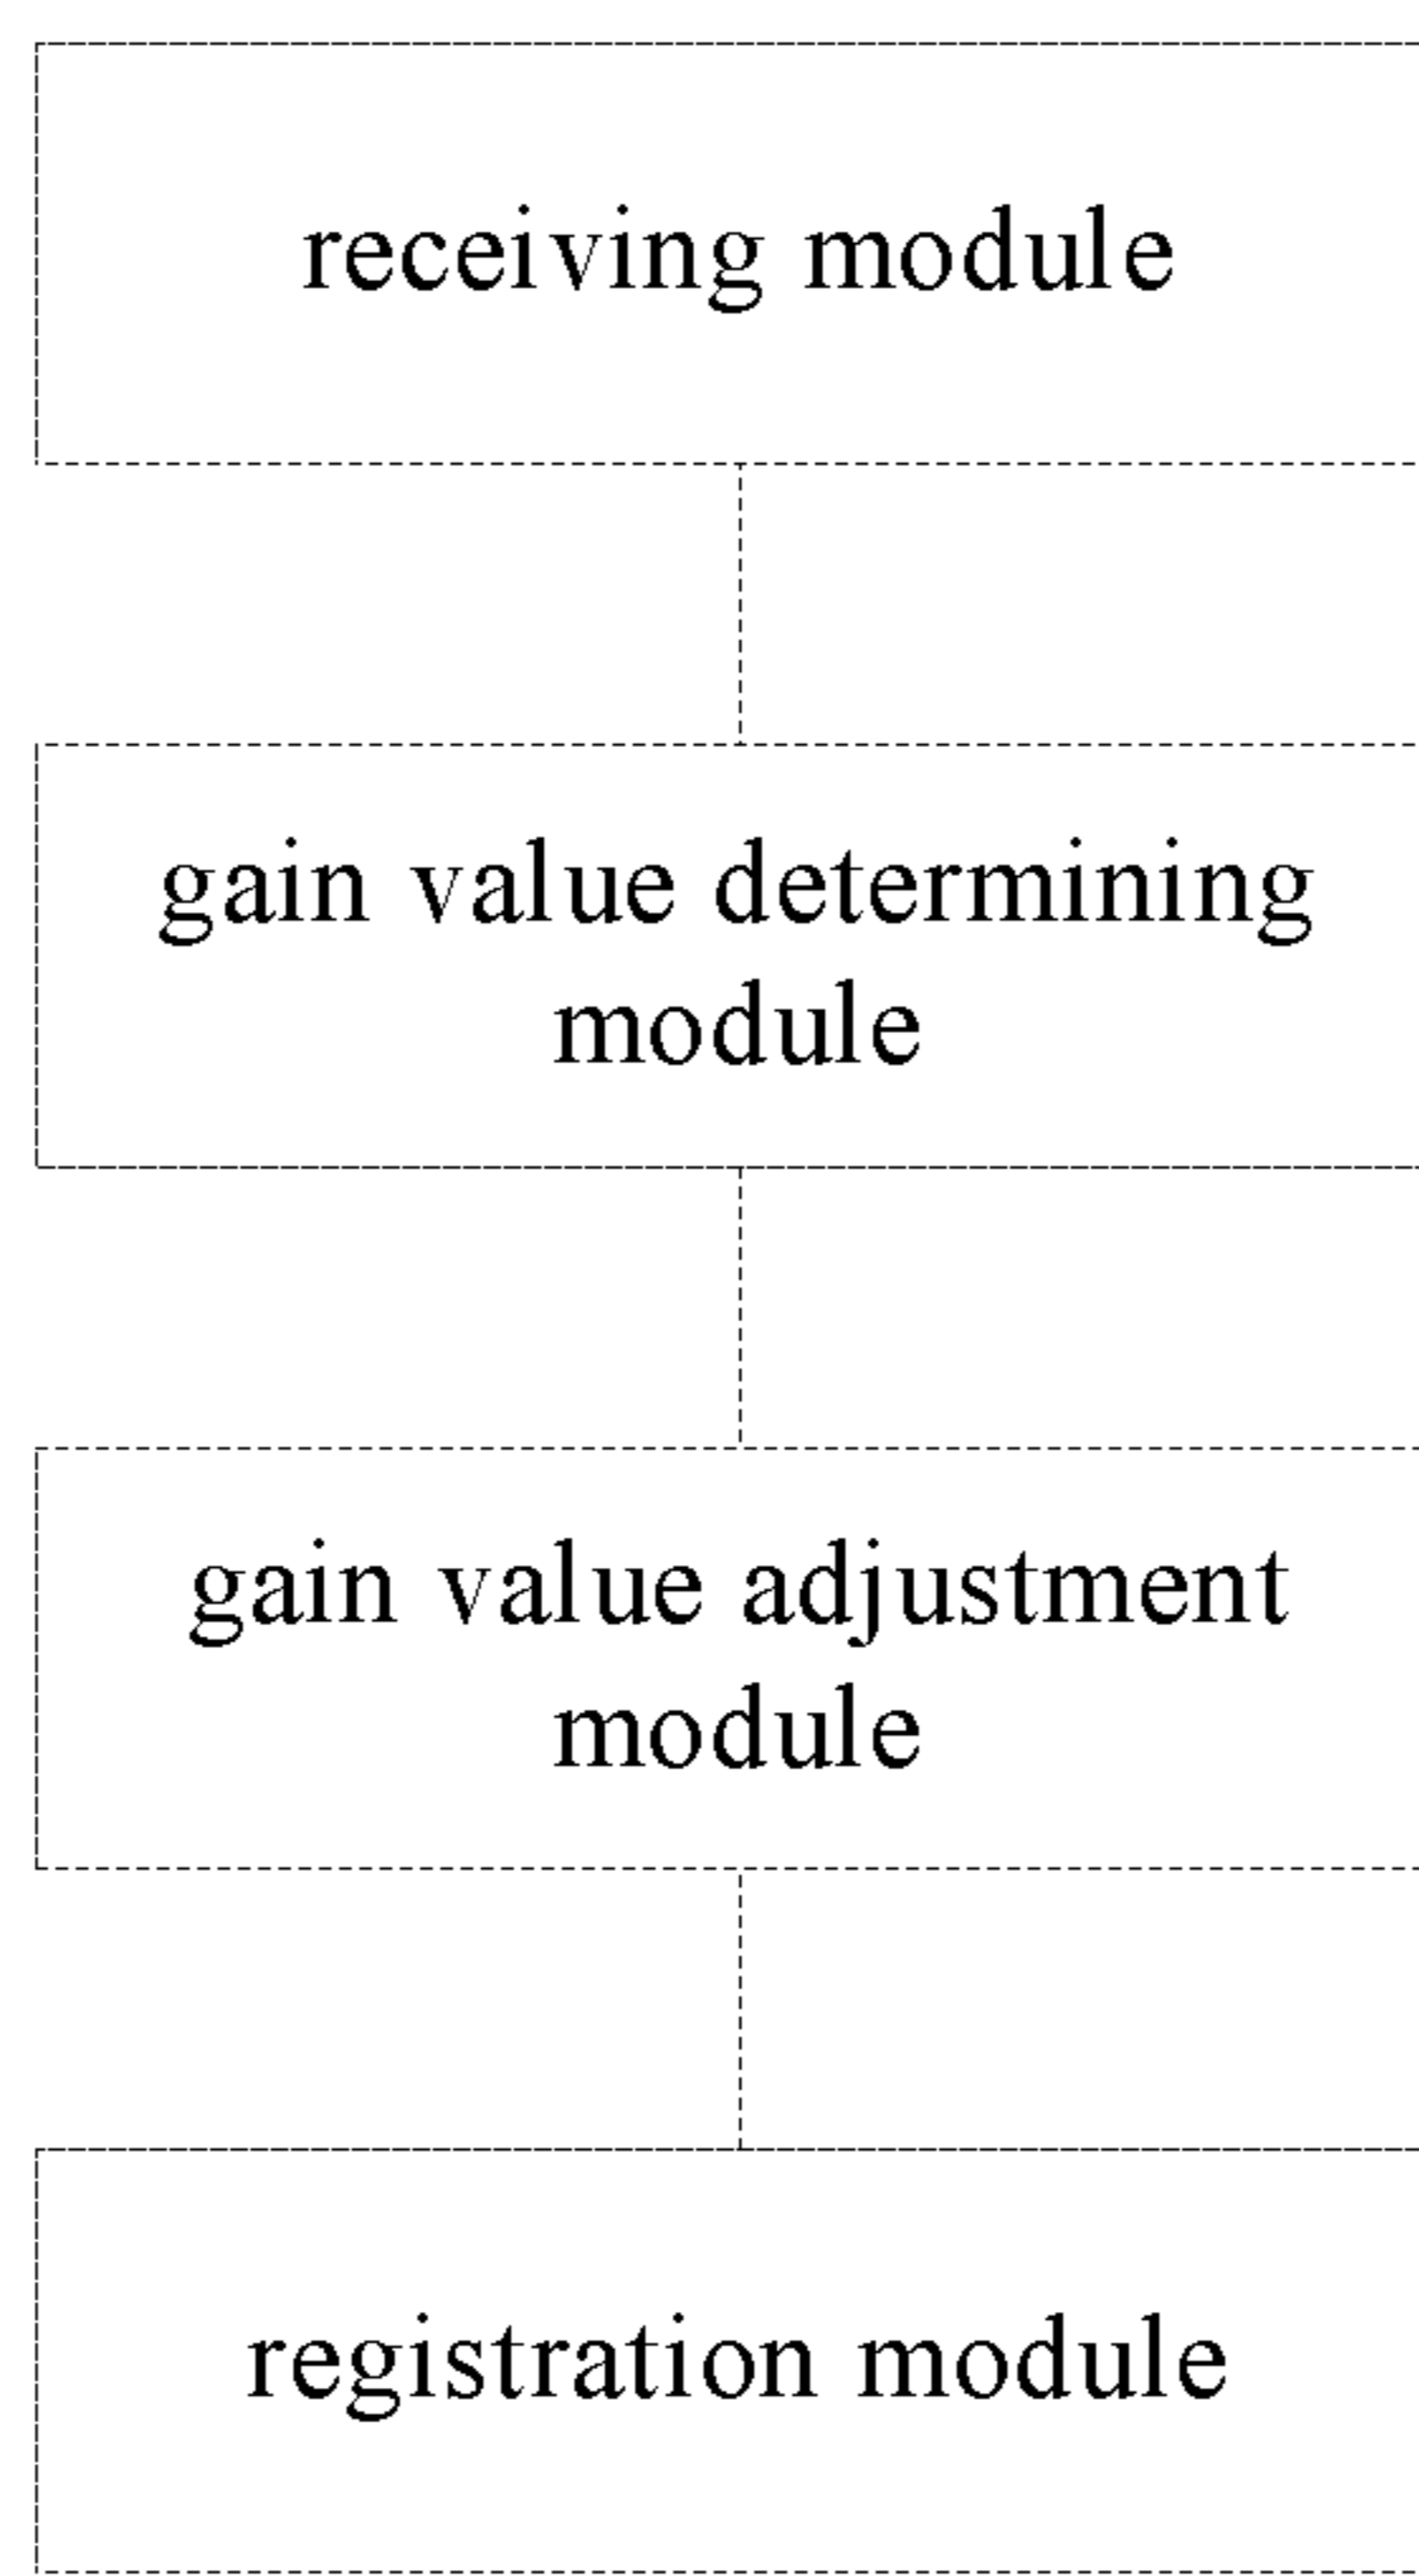 receiving module
gain value determining
module
gain value adjustment
module
registration module